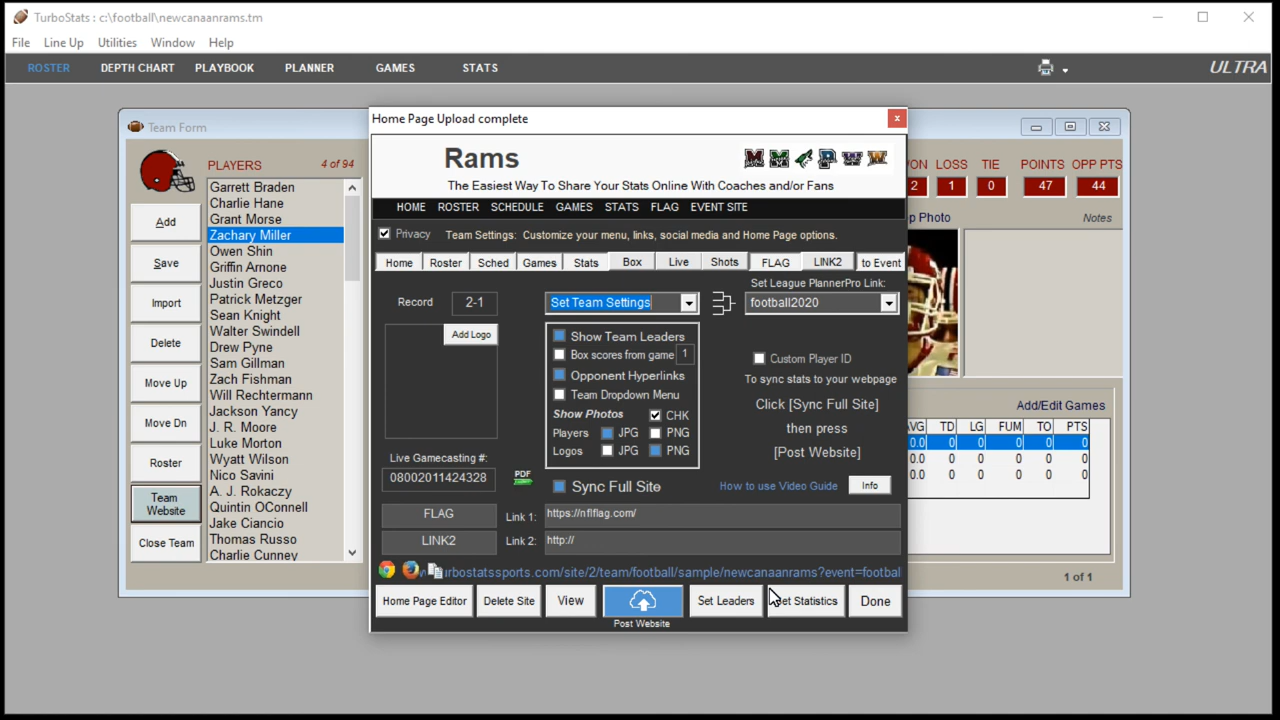 TurboStats : c:\football\newcanaanrams.tm
File Line Up Utilities Window Help
ROSTER DEPTH CHART PLAYBOOK PLANNER GAMES STATS ULTRA
Team Form
PLAYERS 4 of 94
Add
Save
Import
Delete
Move Up
Move Dn
Roster
Team Website
Close Team
Garrett Braden
Charlie Hane
Grant Morse
Zachary Miller
Owen Shin
Griffin Arnone
Justin Greco
Patrick Metzger
Sean Knight
Walter Swindell
Drew Pyne
Sam Gillman
Zach Fishman
Will Rechtermann
Jackson Yancy
J. R. Moore
Luke Morton
Wyatt Wilson
Nico Savini
A. J. Rokaczy
Quintin OConnell
Jake Ciancio
Thomas Russo
Charlie Cunney
Home Page Upload complete
Rams
The Easiest Way To Share Your Stats Online With Coaches and/or Fans
HOME ROSTER SCHEDULE GAMES STATS FLAG EVENT SITE
Privacy Team Settings: Customize your menu, links, social media and Home Page options.
Home Roster Sched Games Stats Box Live Shots FLAG LINK2 to Event
Set League PlannerPro Link:
Record 2-1 Set Team Settings football2020
Add Logo
Show Team Leaders
Box scores from game 1
Opponent Hyperlinks
Team Dropdown Menu
Show Photos CHK
Players JPG PNG
Logos JPG PNG
Custom Player ID
To sync stats to your webpage
Click [Sync Full Site]
then press
[Post Website]
Live Gamecasting #:
08002011424328
PDF
Sync Full Site
How to use Video Guide Info
FLAG Link 1: https://nflflag.com/
LINK2 Link 2: http://
rbostatssports.com/site/2/team/football/sample/newcanaanrams?event=footbal
Home Page Editor Delete Site View Set Leaders Statistics Done
Post Website
ON LOSS TIE POINTS OPP PTS
2 1 0 47 44
p Photo Notes
Add/Edit Games
AVG TD LG FUM TO PTS
0.0 0 0 0 0 0
0.0 0 0 0 0 0
0.0 0 0 0 0 0
1 of 1